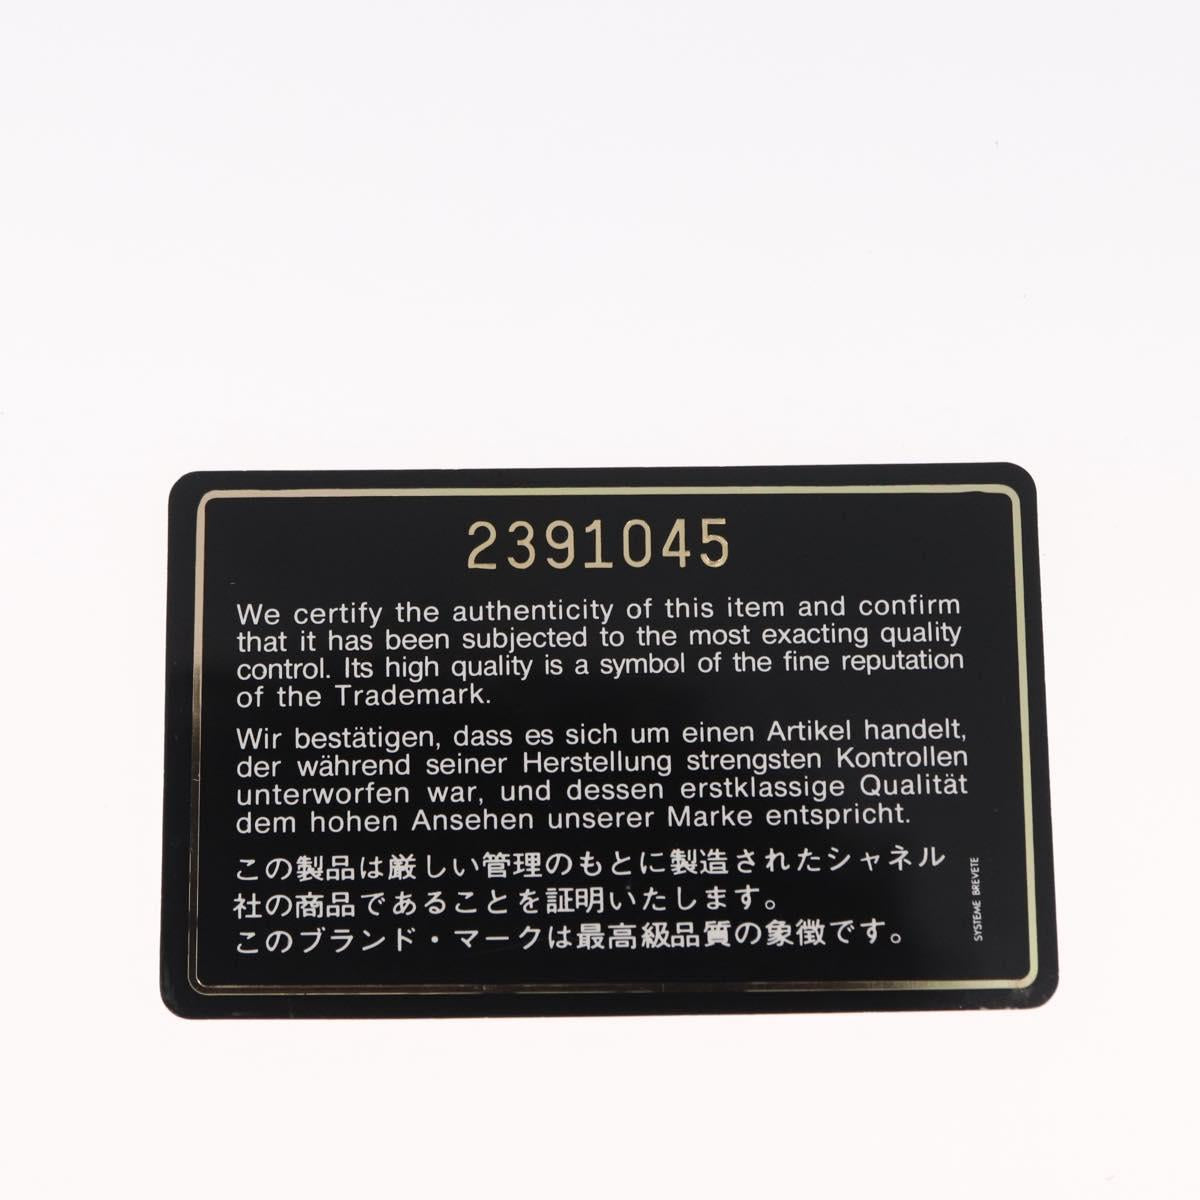 2391045
We certify the authenticity of this item and confirm
that it has been subjected to the most exacting quality
control. Its high quality is a symbol of the fine reputation
of the Trademark.
Wir bestätigen, dass es sich um einen Artikel handelt,
der während seiner Herstellung strengsten Kontrollen
unterworfen war, und dessen erstklassige Qualität
dem hohen Ansehen unserer Marke entspricht.
この製品は厳しい管理のもとに製造されたシャネル
社の商品であることを証明いたします。
このブランド・マークは最高級品質の象徴です。
SYSTEME BREVETE